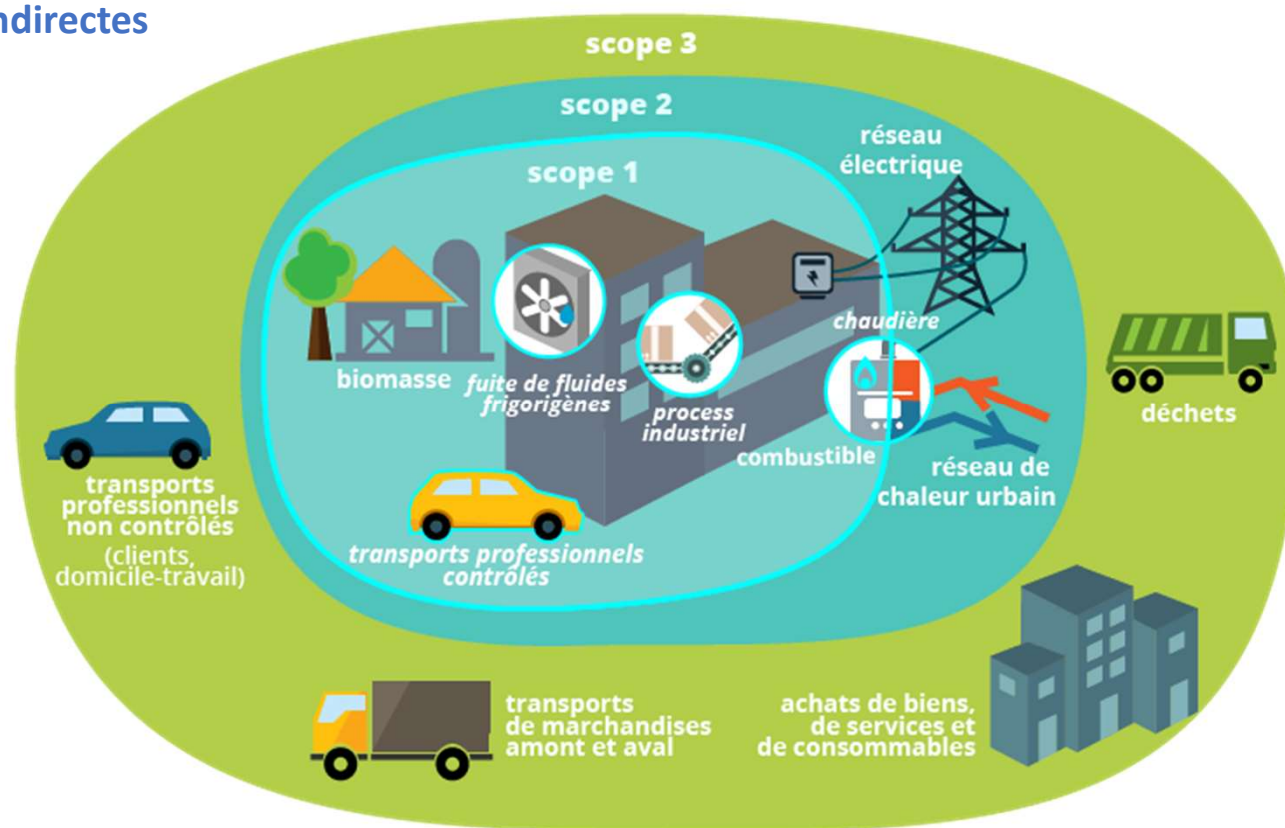 ndirectes
scope 3
scope 2
réseau
électrique
scope 1
chaudière
biomasse
fuite de fluides
frigorigènes
process
industriel
combustible
réseau de
chaleur urbain
déchets
transports
professionnels
non contrôlés
(clients,
domicile-travail)
transports professionnels
contrôlés
transports
de marchandises
amont et aval
achats de biens,
de services et
de consommables